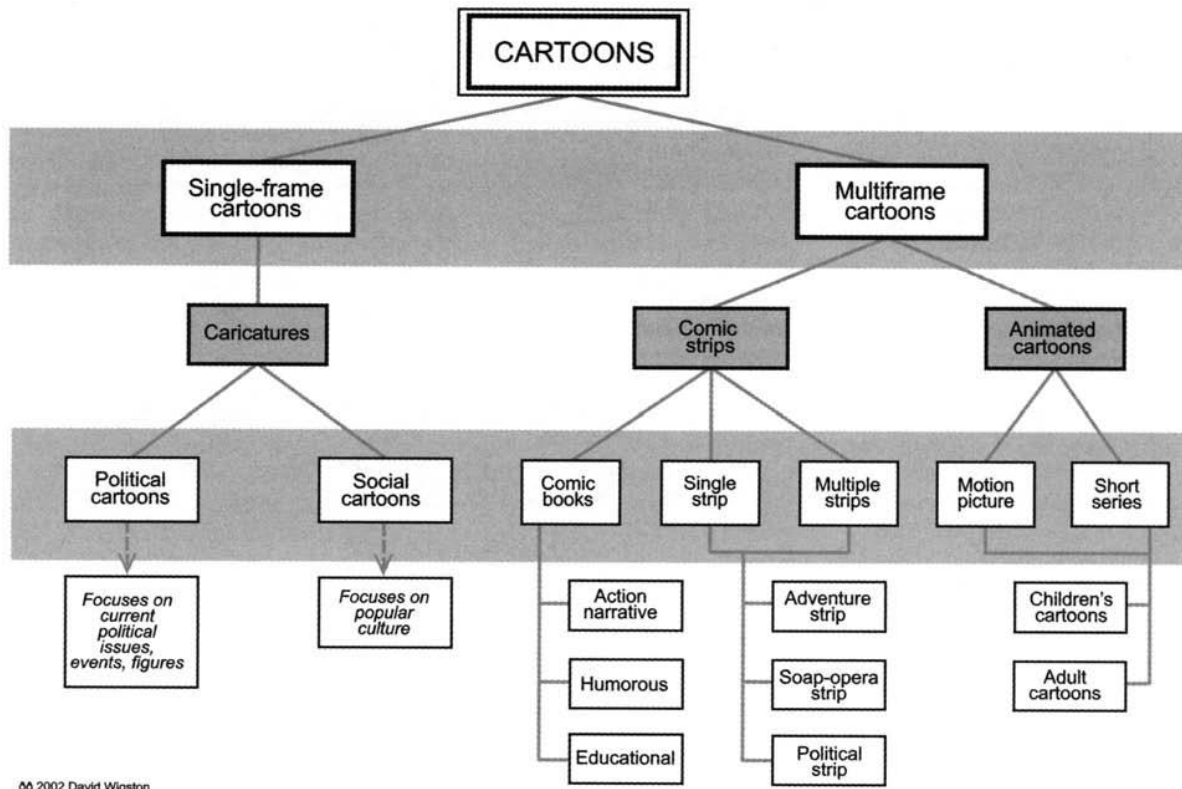 CARTOONS
Single-frame
cartoons
Multiframe
cartoons
Caricatures
Comic
strips
Animated
cartoons
Political
cartoons
Social
cartoons
Comic
books
Single
strip
Multiple
strips
Motion
picture
Short
series
Focuses on
current
political
issues,
events, figures
Focuses on
popular
culture
Action
narrative
Humorous
Educational
Adventure
strip
Soap-opera
strip
Political
strip
Children's
cartoons
Adult
cartoons
2002 David Wigston